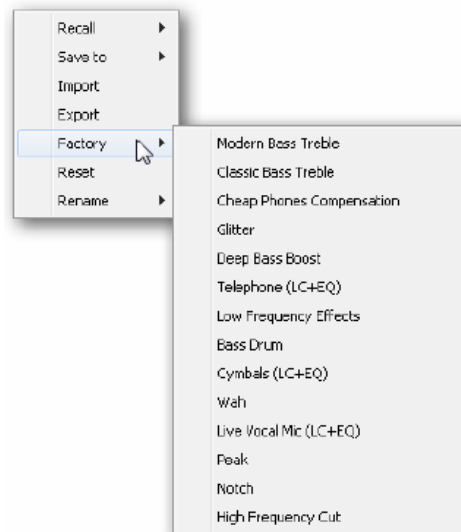 Recall
Save to
Import
Export
Factory
Reset
Rename
Modern Bass Treble
Classic Bass Treble
Cheap Phones Compensation
Glitter
Deep Bass Boost
Telephone (LC+EQ)
Low Frequency Effects
Bass Drum
Cymbals (LC+EQ)
Wah
Live Vocal Mic (LC+EQ)
Peak
Notch
High Frequency Cut